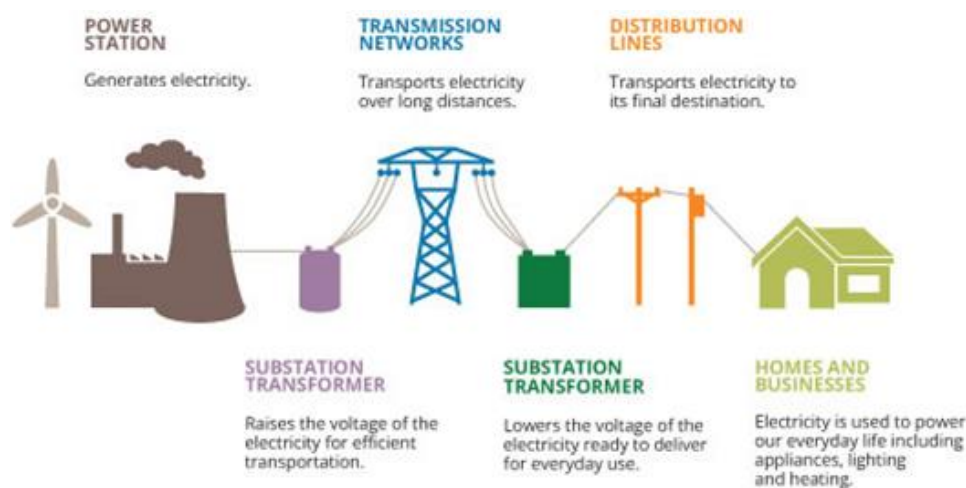 POWER
STATION
Generates electricity.
TRANSMISSION
NETWORKS
Transports electricity
over long distances.
DISTRIBUTION
LINES
Transports electricity to
its final destination.
SUBSTATION
TRANSFORMER
Raises the voltage of the
electricity for efficient
transportation.
SUBSTATION
TRANSFORMER
Lowers the voltage of the
electricity ready to deliver
for everyday use.
HOMES AND
BUSINESSES
Electricity is used to power
our everyday life including
appliances, lighting
and heating.